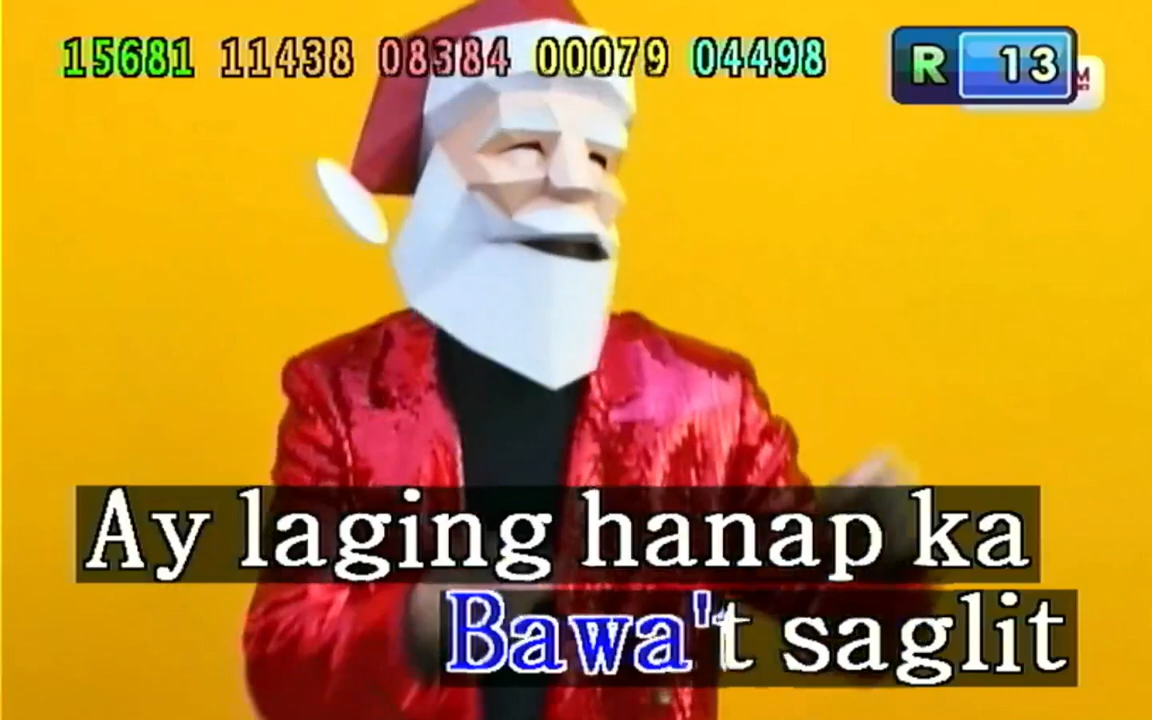 15681 11438 08384 00079 04498
R 13
M
Ay laging hanap ka
Bawa't saglit